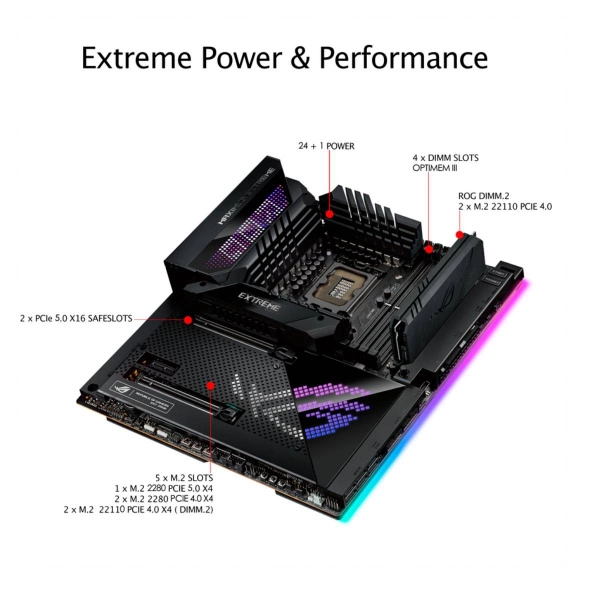 Extreme Power & Performance
24 + 1 POWER
4 x DIMM SLOTS
OPTIMEM III
ROG DIMM.2
2 x M.2 22110 PCIE 4.0
MAXIMUS EXTREME
EXTREME
2 x PCIe 5.0 X16 SAFESLOTS
5 x M.2 SLOTS
1 x M.2 2280 PCIE 5.0 X4
2 x M.2 2280 PCIE 4.0 X4
2 x M.2 22110 PCIE 4.0 X4 ( DIMM.2)